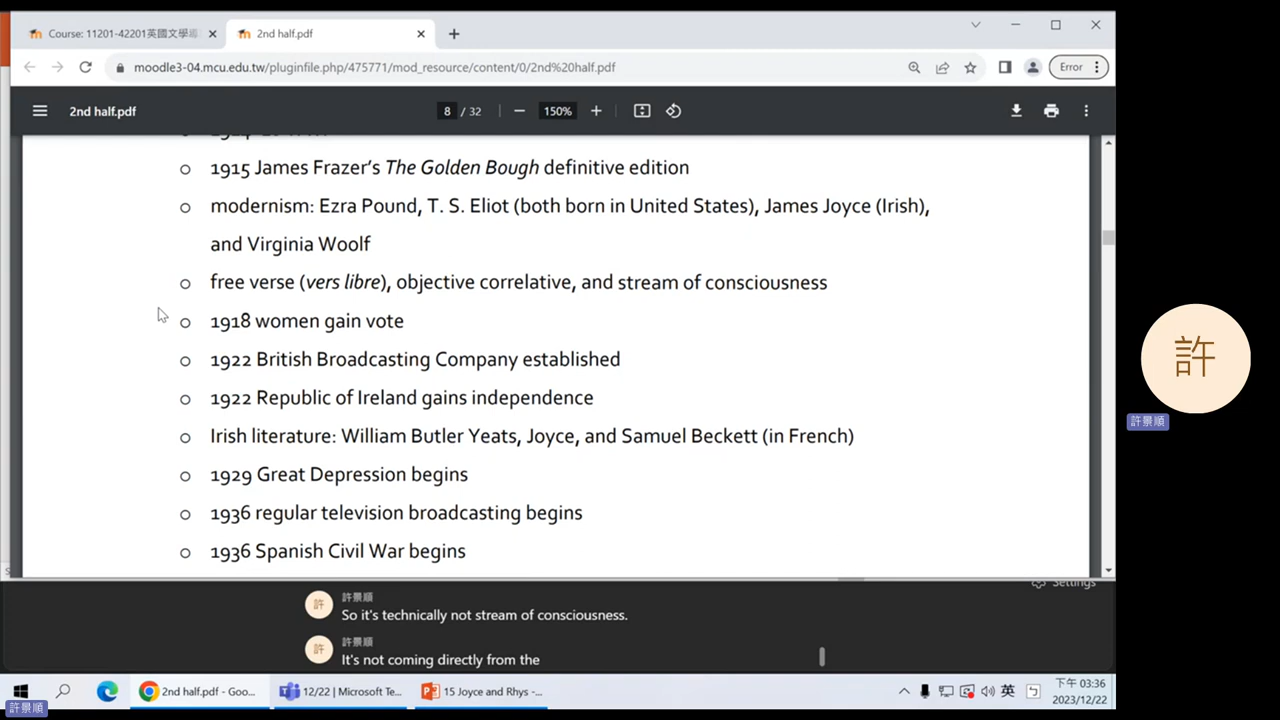 Course: 11201-42201英國文學導
2nd half.pdf
moodle3-04.mcu.edu.tw/pluginfile.php/475771/mod_resource/content/0/2nd%20half.pdf
Error
2nd half.pdf
8 / 32
150%
1915 James Frazer's The Golden Bough definitive edition
modernism: Ezra Pound, T. S. Eliot (both born in United States), James Joyce (Irish),
and Virginia Woolf
free verse (vers libre), objective correlative, and stream of consciousness
1918 women gain vote
1922 British Broadcasting Company established
1922 Republic of Ireland gains independence
Irish literature: William Butler Yeats, Joyce, and Samuel Beckett (in French)
1929 Great Depression begins
1936 regular television broadcasting begins
1936 Spanish Civil War begins
許
許景順
Settings
許
許景順
So it's technically not stream of consciousness.
許
許景順
It's not coming directly from the
2nd half.pdf - Goo...
12/22 | Microsoft Te...
15 Joyce and Rhys -...
英
下午 03:36
2023/12/22
許景順